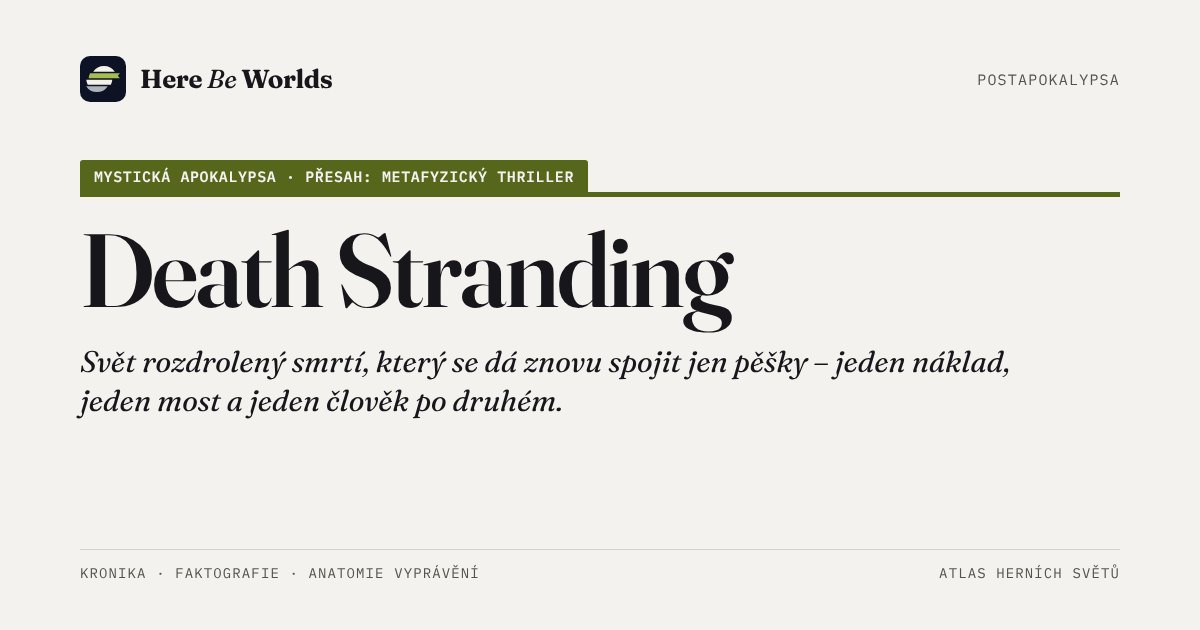 Here Be Worlds
POSTAPOKALYPSA
MYSTICKÁ APOKALYPSA · PŘESAH: METAFYZICKÝ THRILLER
Death Stranding
Svět rozdrolený smrtí, který se dá znovu spojit jen pěšky – jeden náklad,
jeden most a jeden člověk po druhém.
KRONIKA · FAKTOGRAFIE · ANATOMIE VYPRÁVĚNÍ
ATLAS HERNÍCH SVĚTŮ